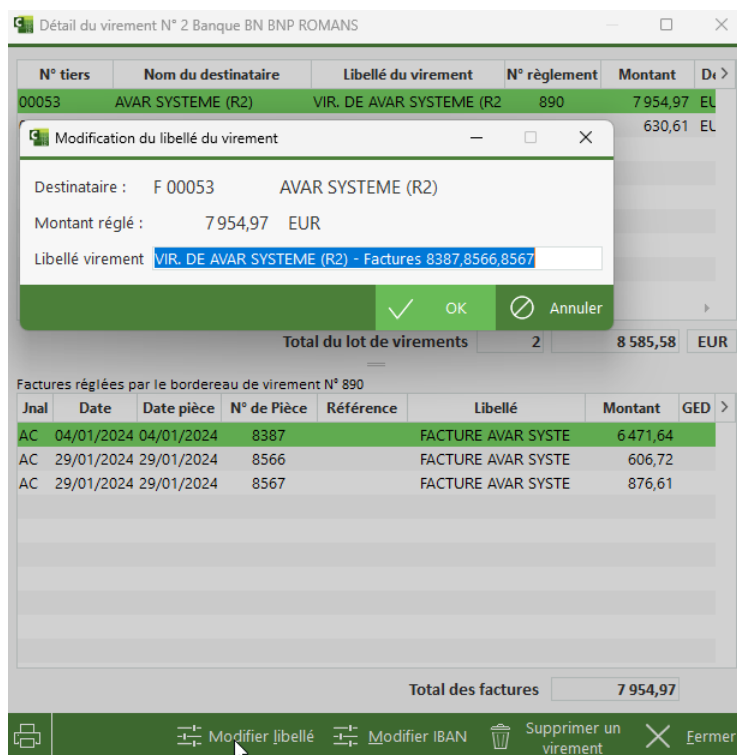 Détail du virement N° 2 Banque BN BNP ROMANS
N° tiers Nom du destinataire Libellé du virement N° règlement Montant
00053 AVAR SYSTEME (R2) VIR. DE AVAR SYSTEME (R2 890 7 954,97 EU
630,61 EU
Modification du libellé du virement
Destinataire : F 00053 AVAR SYSTEME (R2)
Montant réglé : 7 954,97 EUR
Libellé virement VIR. DE AVAR SYSTEME (R2) - Factures 8387,8566,8567
OK Annuler
Total du lot de virements 2 8 585,58 EUR
Factures réglées par le bordereau de virement N° 890
Jnal Date Date pièce N° de Pièce Référence Libellé Montant GED >
AC 04/01/2024 04/01/2024 8387 FACTURE AVAR SYSTE 6 471,64
AC 29/01/2024 29/01/2024 8566 FACTURE AVAR SYSTE 606,72
AC 29/01/2024 29/01/2024 8567 FACTURE AVAR SYSTE 876,61
Total des factures 7 954,97
Modifier libellé Modifier IBAN Supprimer un virement Fermer